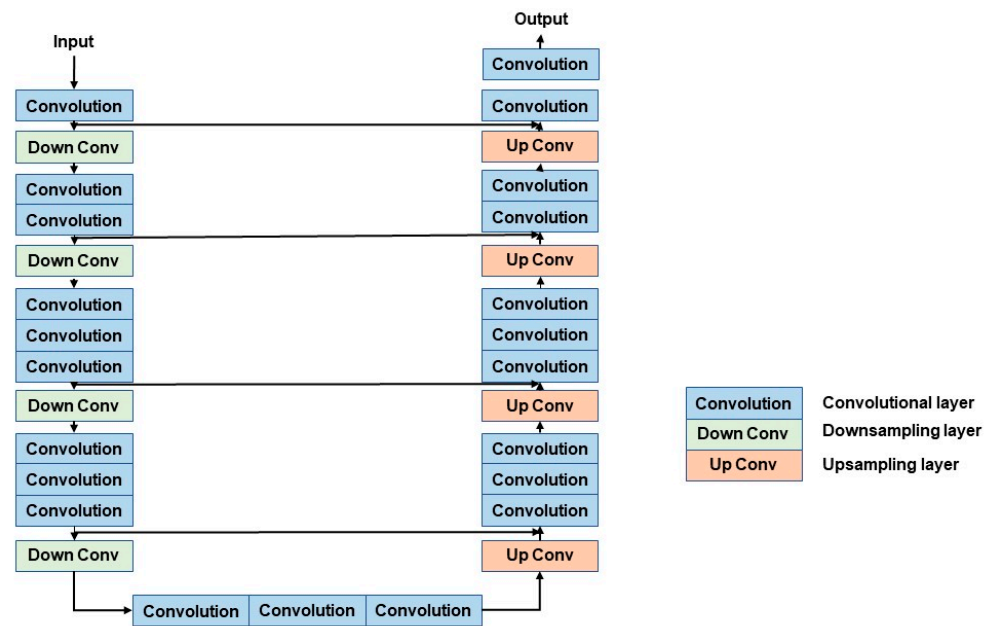 Input
Convolution
Down Conv
Convolution
Convolution
Down Conv
Convolution
Convolution
Convolution
Down Conv
Convolution
Convolution
Convolution
Down Conv
Convolution Convolution Convolution
Output
Convolution
Convolution
Up Conv
Convolution
Convolution
Up Conv
Convolution
Convolution
Convolution
Up Conv
Convolution
Convolution
Convolution
Up Conv
Convolution Convolutional layer
Down Conv Downsampling layer
Up Conv Upsampling layer